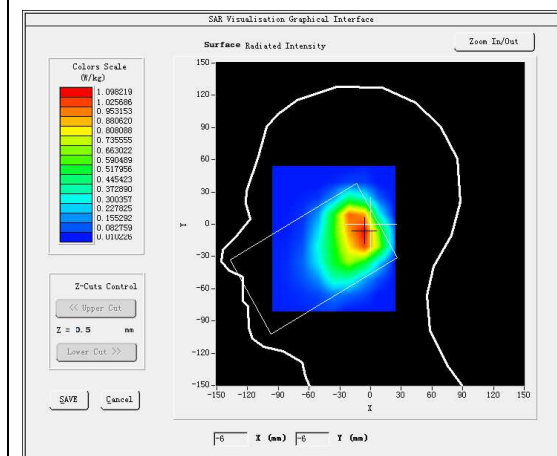 SAR Visualisation Graphical Interface
Surface Radiated Intensity
Zoom In/Out
Colors Scale
(W/kg)
1.098219
1.025686
0.953153
0.880620
0.808088
0.735555
0.663022
0.590489
0.517956
0.445423
0.372890
0.300357
0.227825
0.155292
0.082759
0.010226
Z-Cuts Control
<< Upper Cut
Z = 0.5 mm
Lower Cut >>
SAVE Cancel
150
120
90
60
30
0
-30
-60
-90
-120
-150
Y
-150 -120 -90 -60 -30 0 30 60 90 120 150
X
-6 X (mm) -6 Y (mm)